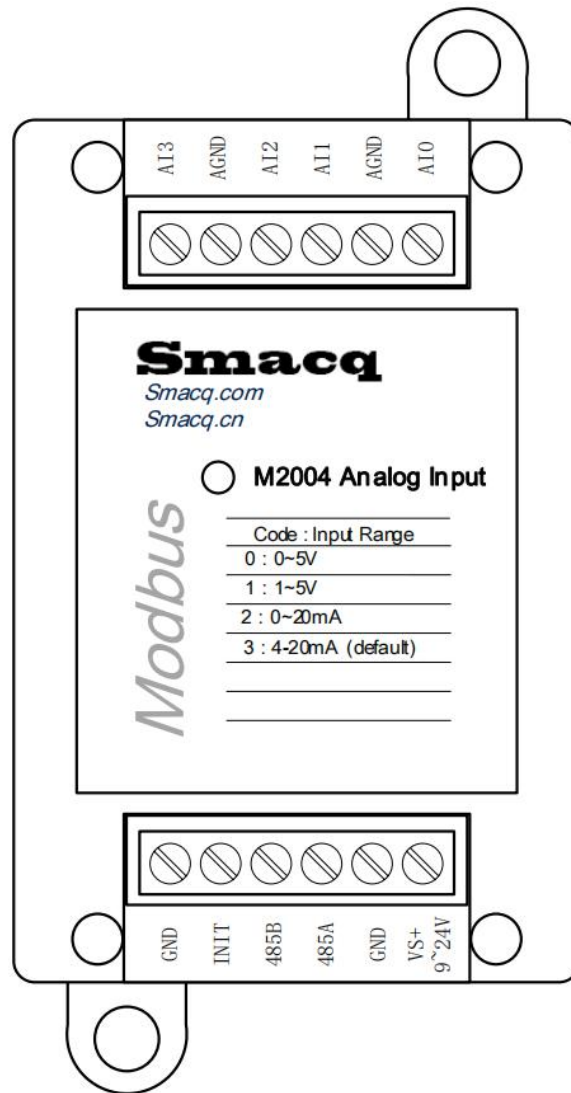 AI3 AGND AI2 AI1 AGND AI0
Smacq
Smacq.com
Smacq.cn
M2004 Analog Input
Modbus
Code : Input Range
0 : 0~5V
1 : 1~5V
2 : 0~20mA
3 : 4-20mA (default)
GND INIT 485B 485A GND VS+
9~24V